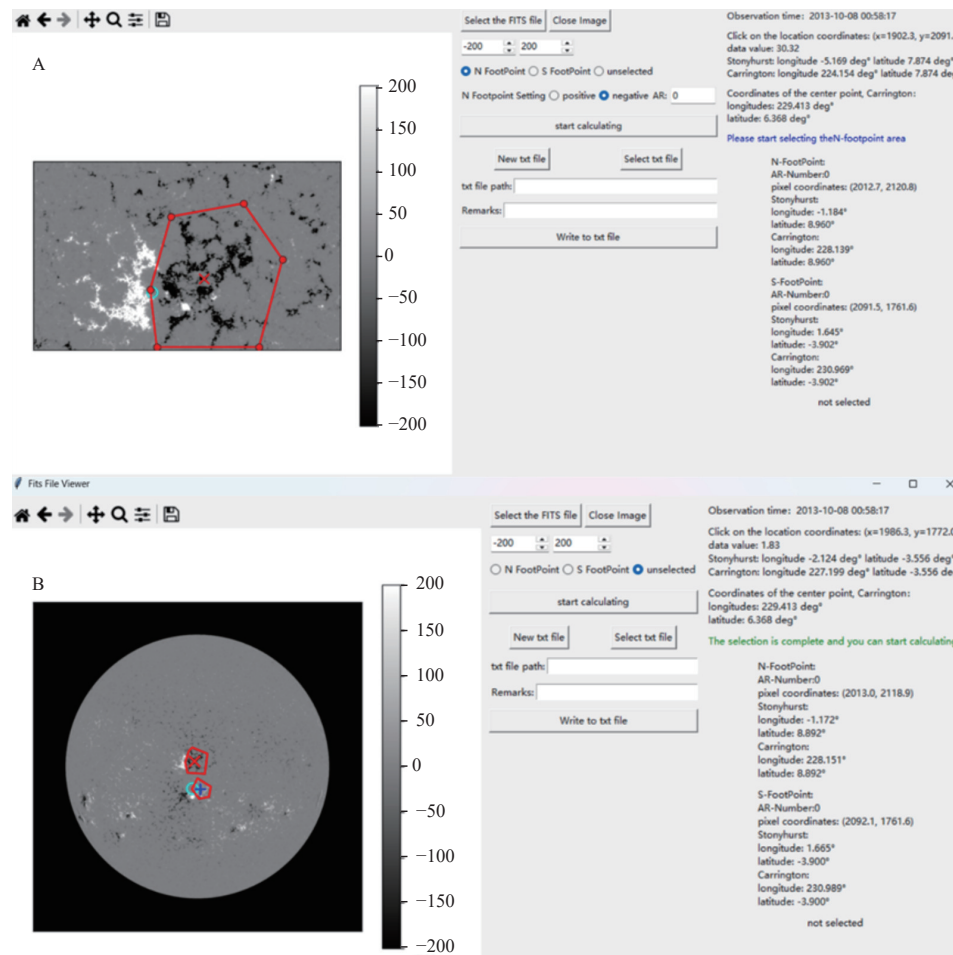 A
200
150
100
50
0
−50
−100
−150
−200
Select the FITS file Close Image
-200 200
N FootPoint S FootPoint unselected
N Footpoint Setting positive negative AR: 0
start calculating
New txt file Select txt file
txt file path:
Remarks:
Write to txt file
Observation time: 2013-10-08 00:58:17
Click on the location coordinates: (x=1902.3, y=2091.
data value: 30.32
Stonyhurst: longitude -5.169 deg° latitude 7.874 deg°
Carrington: longitude 224.154 deg° latitude 7.874 deg
Coordinates of the center point, Carrington:
longitudes: 229.413 deg°
latitude: 6.368 deg°
Please start selecting theN-footpoint area
N-FootPoint:
AR-Number:0
pixel coordinates: (2012.7, 2120.8)
Stonyhurst:
longitude: -1.184°
latitude: 8.960°
Carrington:
longitude: 228.139°
latitude: 8.960°
S-FootPoint:
AR-Number:0
pixel coordinates: (2091.5, 1761.6)
Stonyhurst:
longitude: 1.645°
latitude: -3.902°
Carrington:
longitude: 230.969°
latitude: -3.902°
not selected
Fits File Viewer
B
200
150
100
50
0
−50
−100
−150
−200
Select the FITS file Close Image
-200 200
N FootPoint S FootPoint unselected
start calculating
New txt file Select txt file
txt file path:
Remarks:
Write to txt file
Observation time: 2013-10-08 00:58:17
Click on the location coordinates: (x=1986.3, y=1772.0
data value: 1.83
Stonyhurst: longitude -2.124 deg° latitude -3.556 deg°
Carrington: longitude 227.199 deg° latitude -3.556 de
Coordinates of the center point, Carrington:
longitudes: 229.413 deg°
latitude: 6.368 deg°
The selection is complete and you can start calculating
N-FootPoint:
AR-Number:0
pixel coordinates: (2013.0, 2118.9)
Stonyhurst:
longitude: -1.172°
latitude: 8.892°
Carrington:
longitude: 228.151°
latitude: 8.892°
S-FootPoint:
AR-Number:0
pixel coordinates: (2092.1, 1761.6)
Stonyhurst:
longitude: 1.665°
latitude: -3.900°
Carrington:
longitude: 230.989°
latitude: -3.900°
not selected